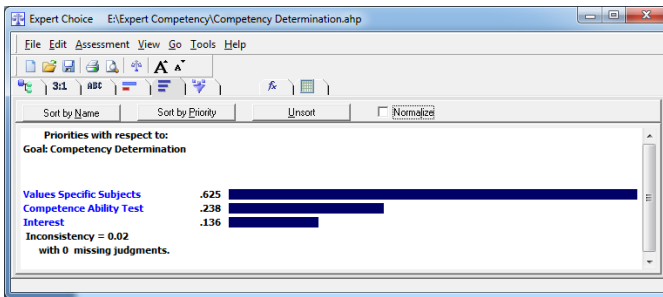 Expert Choice E:\Expert Competency\Competency Determination.ahp
File Edit Assessment View Go Tools Help
A A
3:1 ABC fx
Sort by Name Sort by Priority Unsort Normalize
Priorities with respect to:
Goal: Competency Determination
Values Specific Subjects .625
Competence Ability Test .238
Interest .136
Inconsistency = 0.02
with 0 missing judgments.